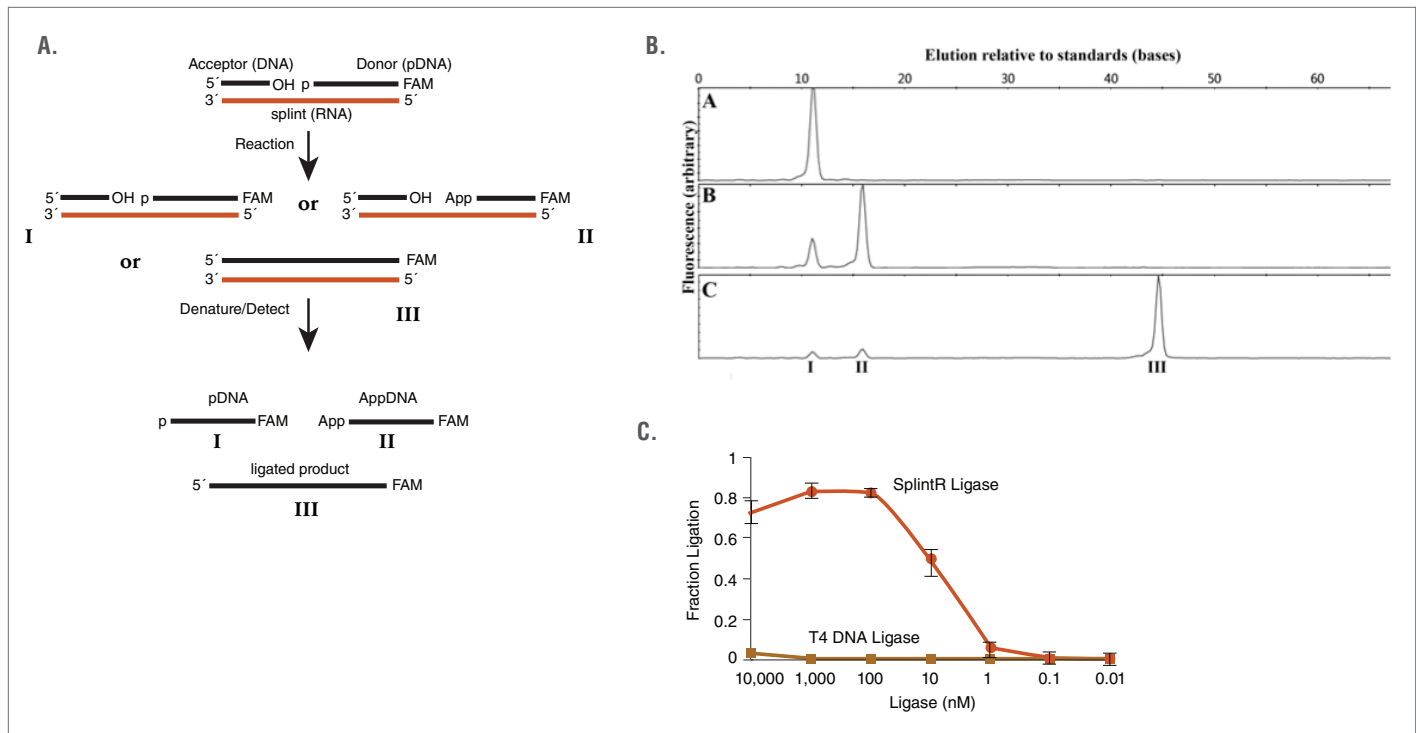 A.
Acceptor (DNA) Donor (pDNA)
5´ OH p FAM
3´ 5´
splint (RNA)
Reaction
5´ OH p FAM
3´ 5´
I
or
5´ OH App FAM
3´ 5´
II
or
5´ FAM
3´ 5´
III
Denature/Detect
pDNA
p FAM
I
AppDNA
App FAM
II
ligated product
5´ FAM
III
B.
Elution relative to standards (bases)
0 10 20 30 40 50 60
Fluorescence (arbitrary)
A
B
C
I II III
C.
Fraction Ligation
1
0.8
0.6
0.4
0.2
0
SplintR Ligase
T4 DNA Ligase
10,000 1,000 100 10 1 0.1 0.01
Ligase (nM)